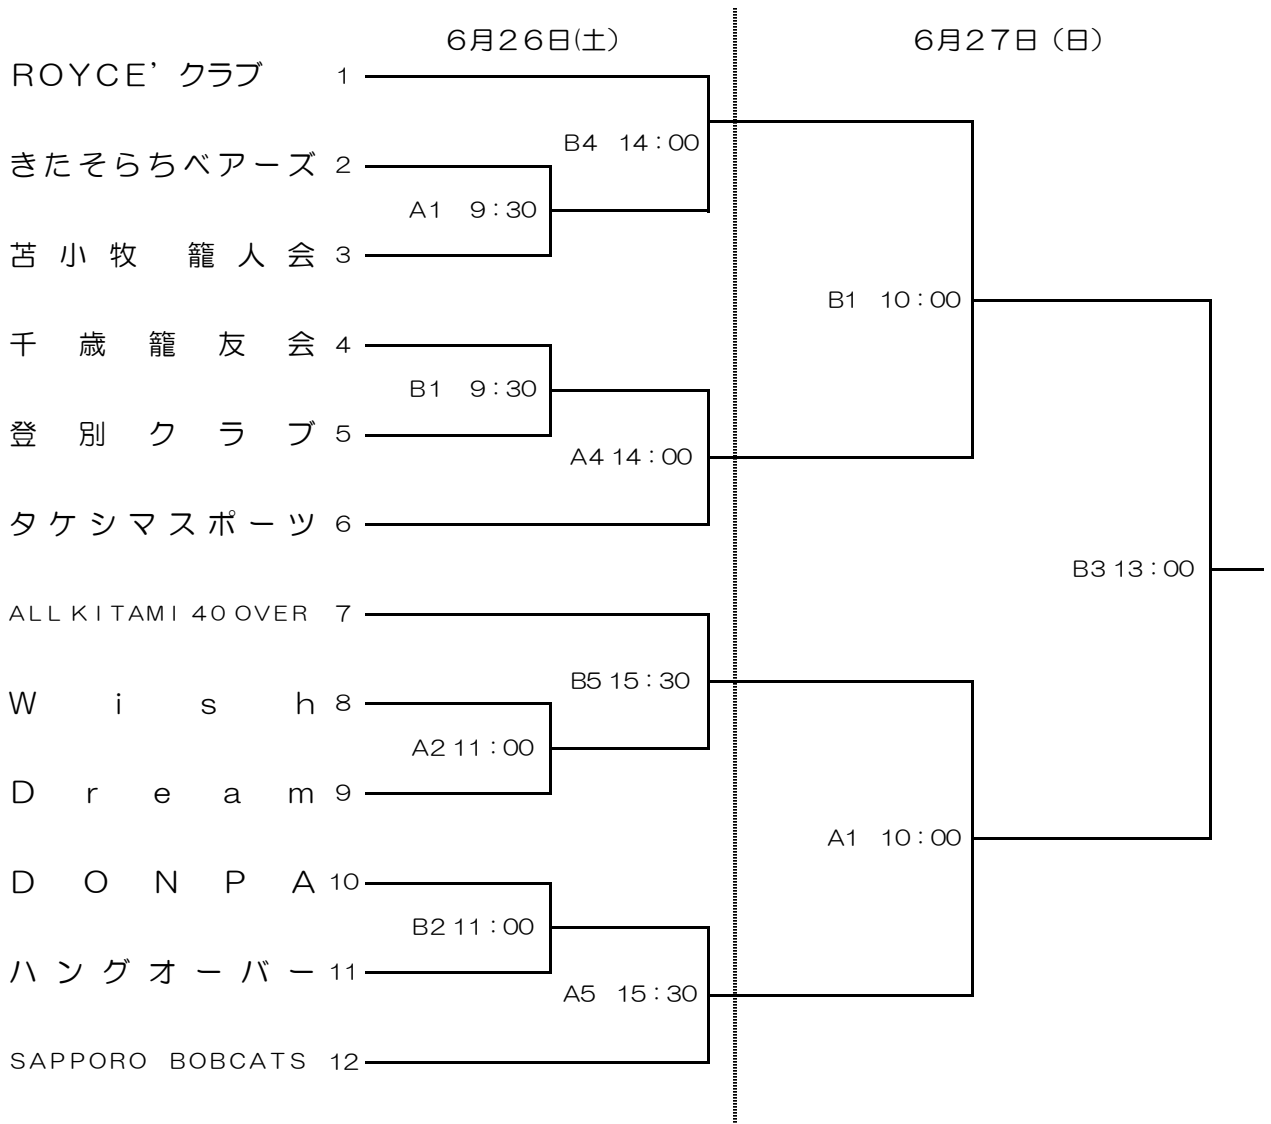 6月26日(土) 6月27日（日）
ROYCE’クラブ 1
B4 14：00
きたそらちベアーズ 2
A1 9：30
苫小牧 籠人会 3
B1 10：00
千歳籠友会 4
B1 9：30
登別クラブ 5
A4 14：00
タケシマスポーツ 6
B3 13：00
ALL KITAMI 40 OVER 7
B5 15：30
Wish 8
A2 11：00
Dream 9
A1 10：00
DONPA 10
B2 11：00
ハングオーバー 11
A5 15：30
SAPPORO BOBCATS 12